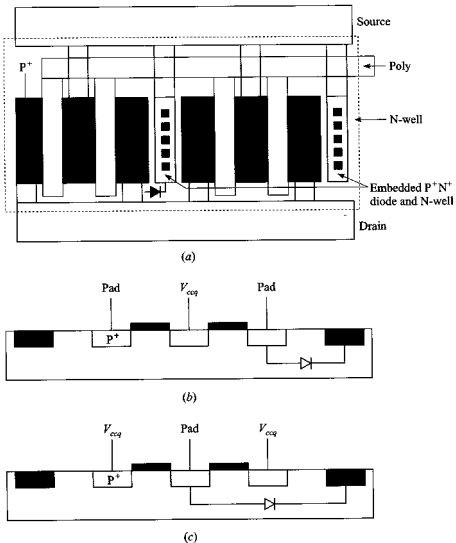 Source
P+
Poly
N-well
Embedded P+N+
diode and N-well
Drain
(a)
Pad
Vccq
Pad
P+
(b)
Vccq
Pad
Vccq
P+
(c)